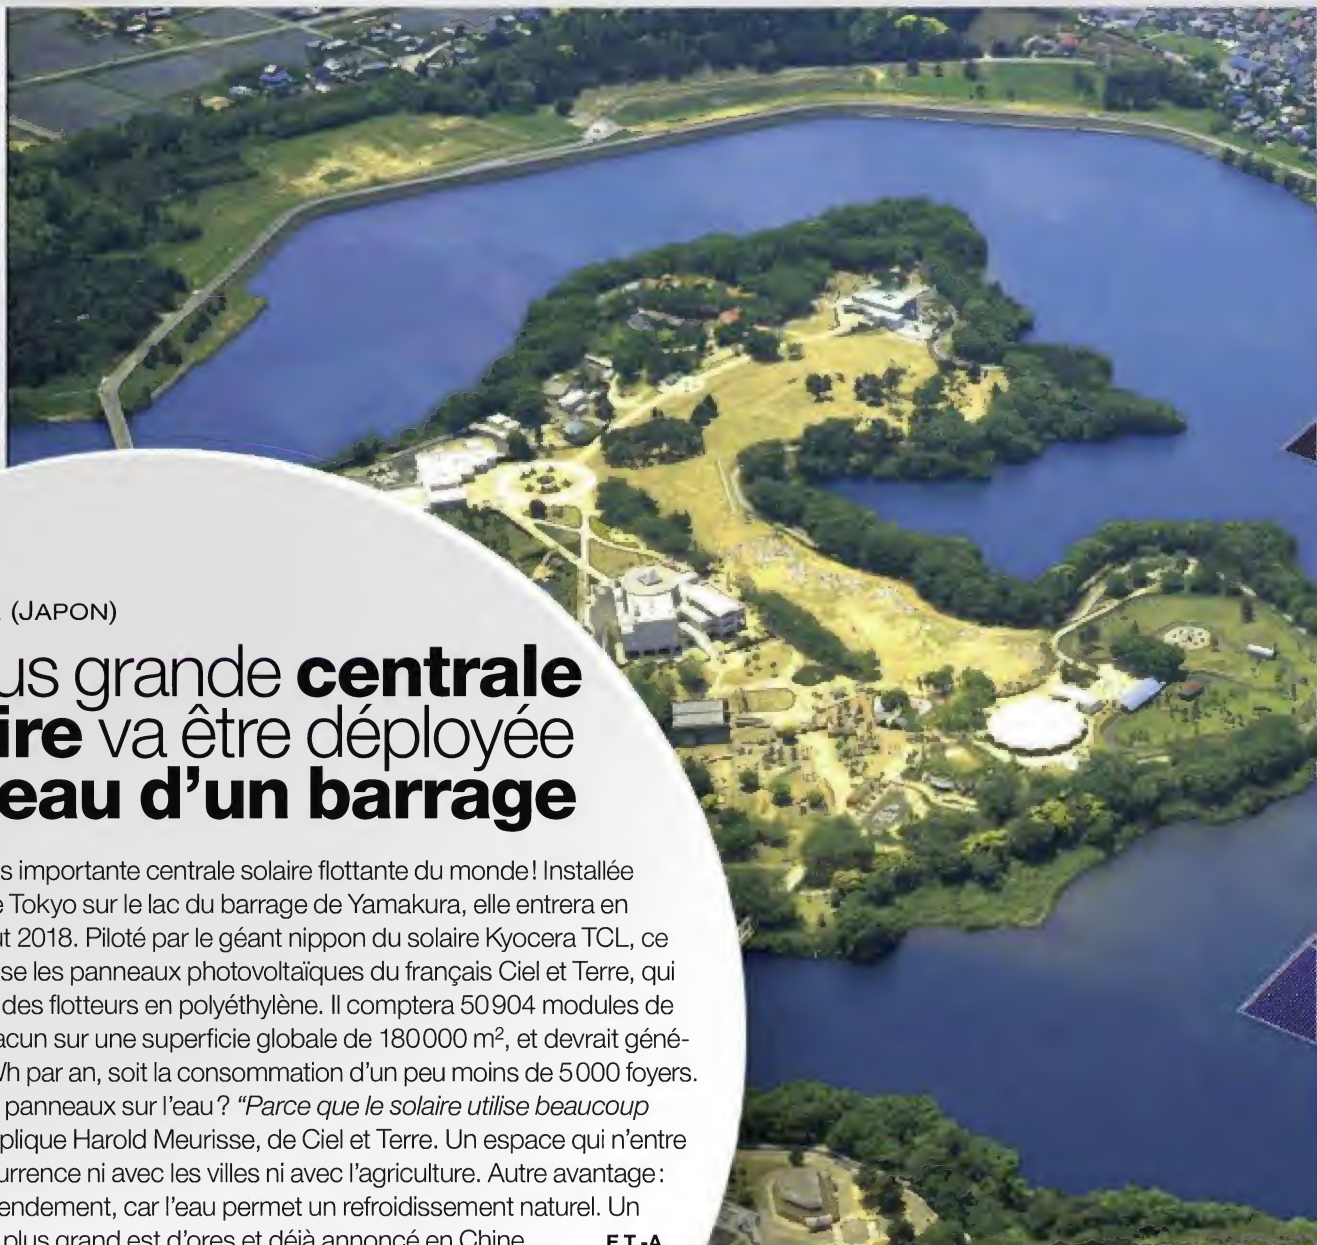 (JAPON)
us grande centrale
ire va être déployée
eau d'un barrage
s importante centrale solaire flottante du monde! Installée
e Tokyo sur le lac du barrage de Yamakura, elle entrera en
ut 2018. Piloté par le géant nippon du solaire Kyocera TCL, ce
se les panneaux photovoltaïques du français Ciel et Terre, qui
des flotteurs en polyéthylène. Il comptera 50904 modules de
acun sur une superficie globale de 180000 m², et devrait géné-
Wh par an, soit la consommation d'un peu moins de 5000 foyers.
panneaux sur l'eau? "Parce que le solaire utilise beaucoup
plique Harold Meurisse, de Ciel et Terre. Un espace qui n'entre
urrence ni avec les villes ni avec l'agriculture. Autre avantage:
endement, car l'eau permet un refroidissement naturel. Un
plus grand est d'ores et déjà annoncé en Chine. E.T.-A.